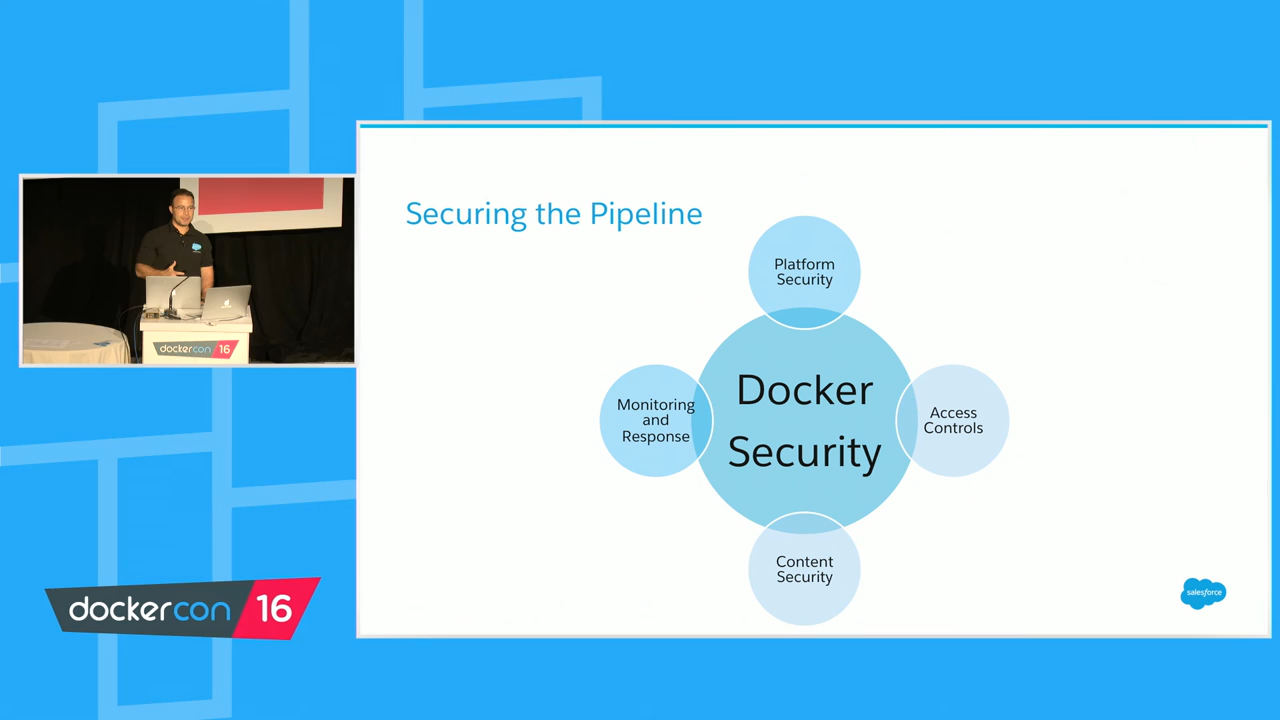 Securing the Pipeline
Platform
Security
Monitoring
and
Response
Docker
Security
Access
Controls
Content
Security
salesforce
dockercon 16
dockercon 16